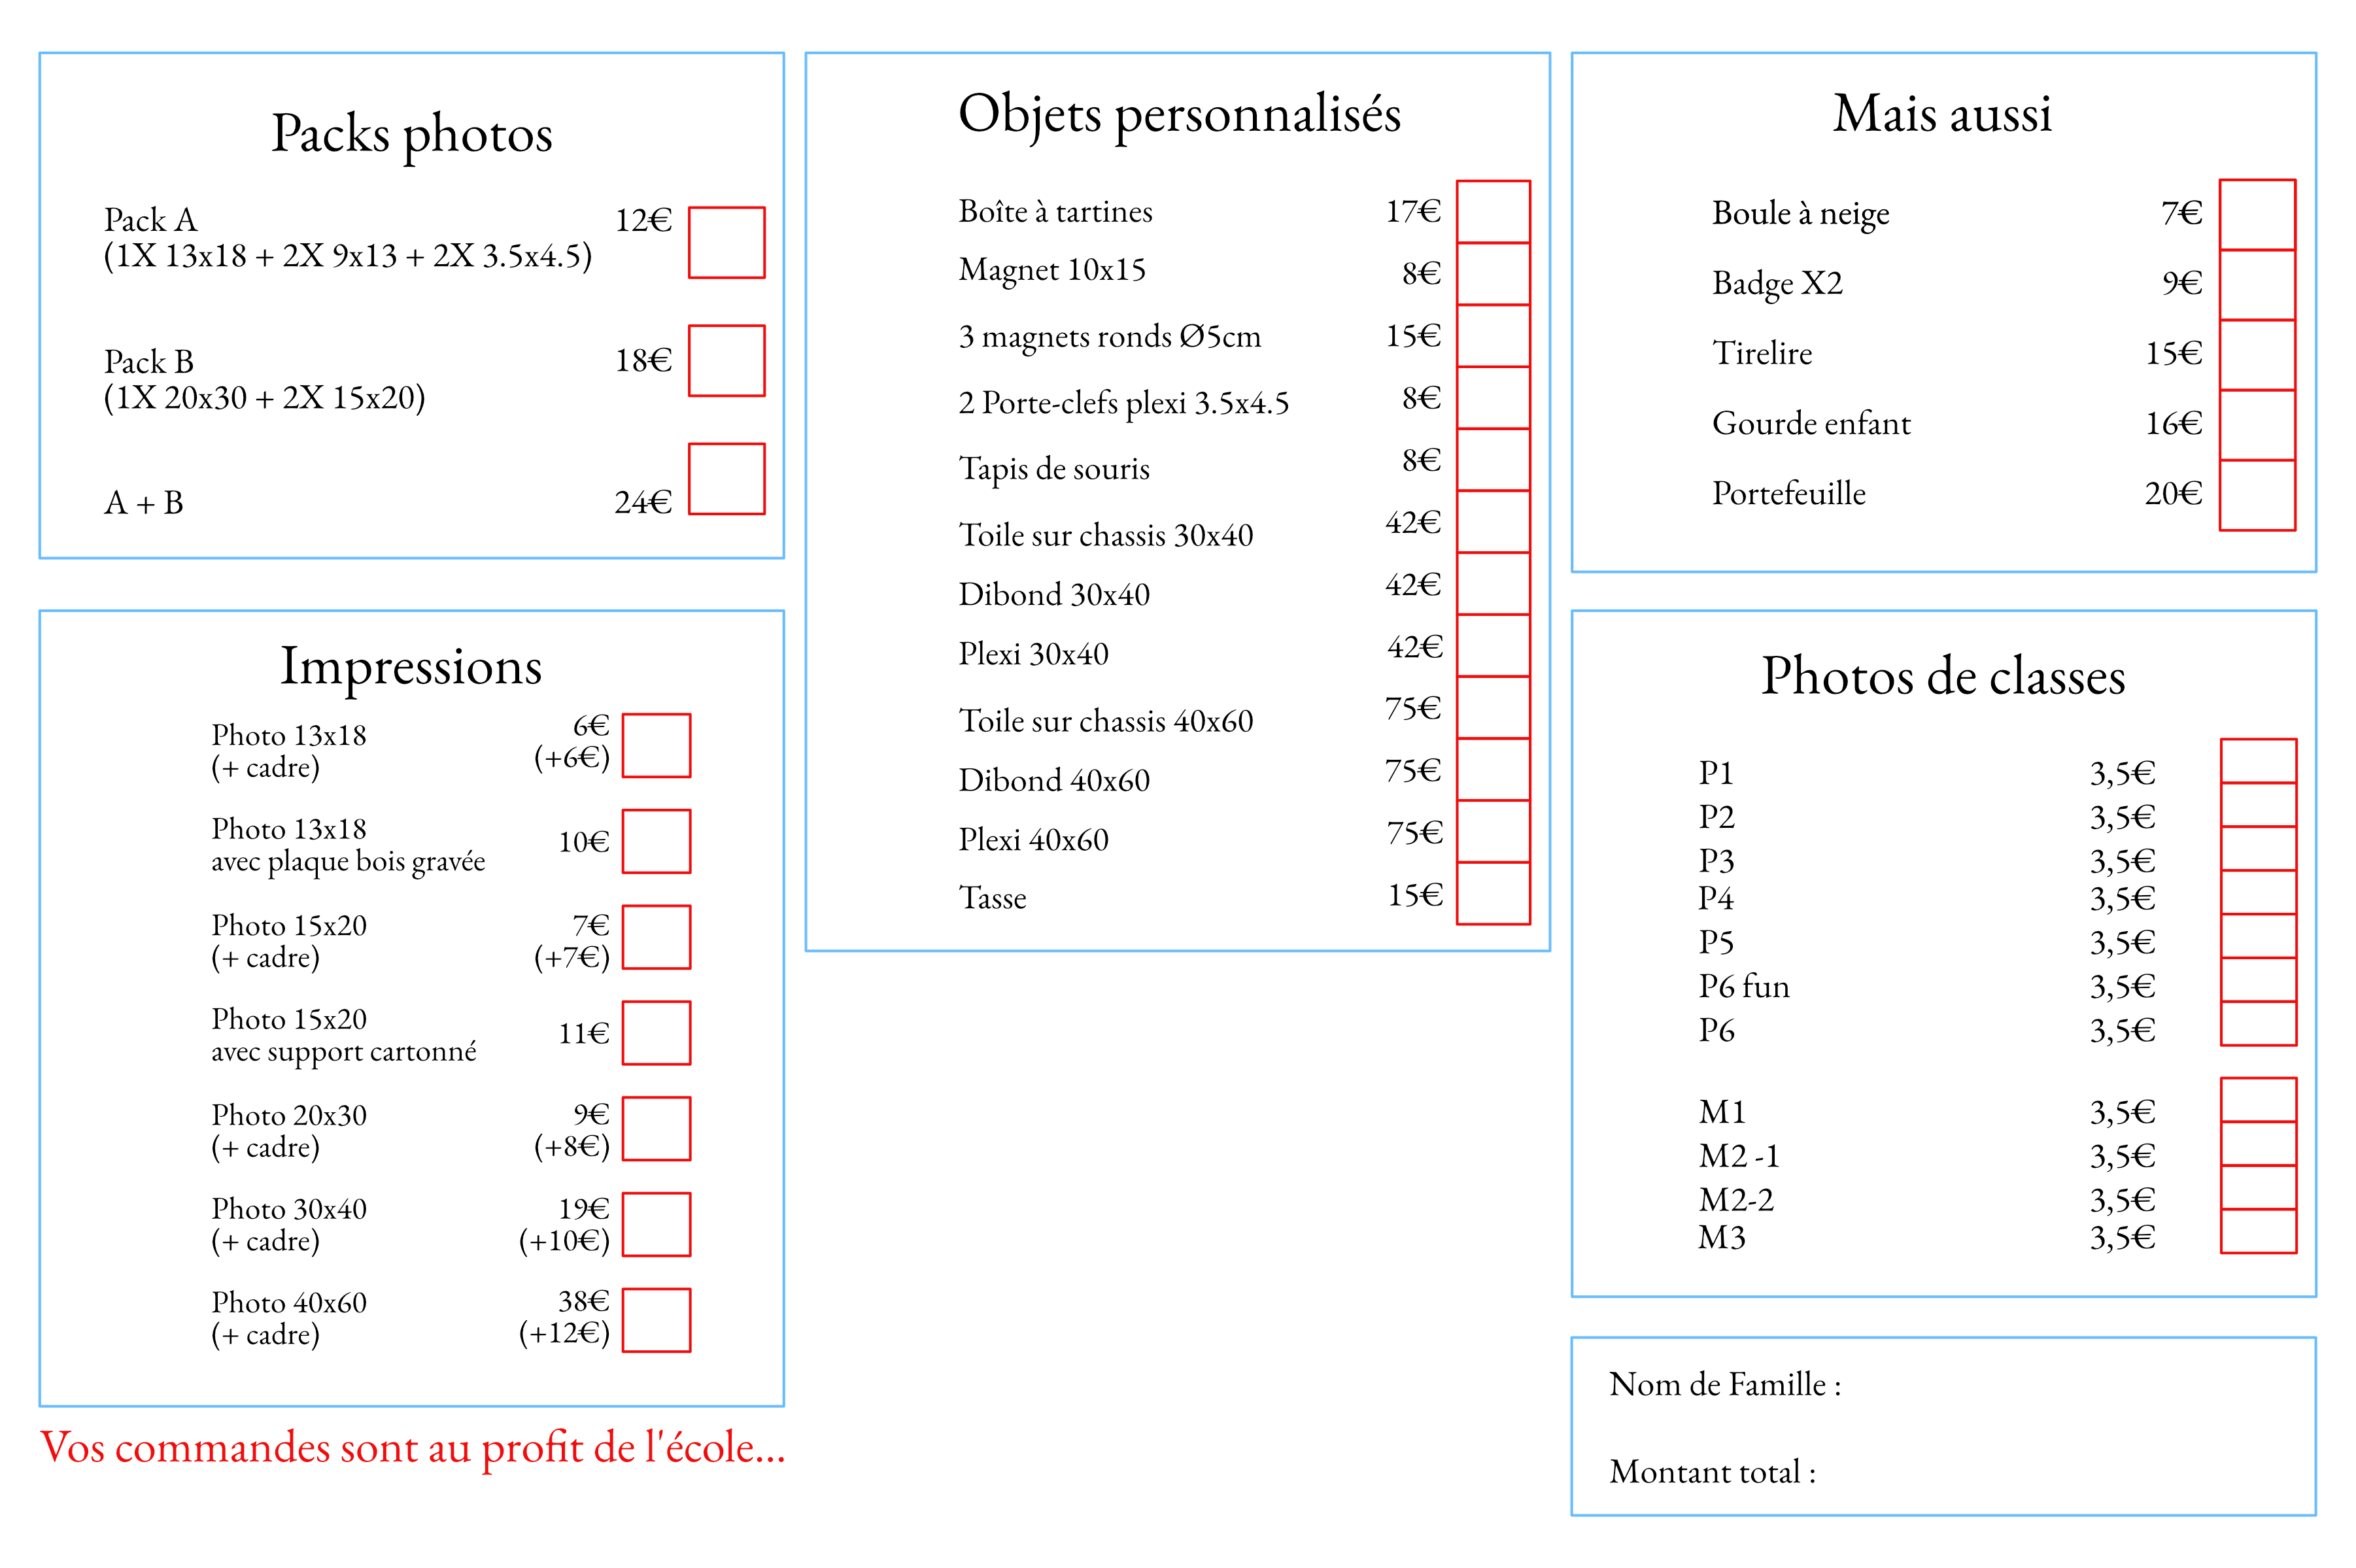 Packs photos
Pack A 12€
(1X 13x18 + 2X 9x13 + 2X 3.5x4.5)
Pack B 18€
(1X 20x30 + 2X 15x20)
A + B 24€
Impressions
Photo 13x18 6€
(+ cadre) (+6€)
Photo 13x18
avec plaque bois gravée 10€
Photo 15x20 7€
(+ cadre) (+7€)
Photo 15x20
avec support cartonné 11€
Photo 20x30 9€
(+ cadre) (+8€)
Photo 30x40 19€
(+ cadre) (+10€)
Photo 40x60 38€
(+ cadre) (+12€)
Vos commandes sont au profit de l'école...
Objets personnalisés
Boîte à tartines 17€
Magnet 10x15 8€
3 magnets ronds Ø5cm 15€
2 Porte-clefs plexi 3.5x4.5 8€
Tapis de souris 8€
Toile sur chassis 30x40 42€
Dibond 30x40 42€
Plexi 30x40 42€
Toile sur chassis 40x60 75€
Dibond 40x60 75€
Plexi 40x60 75€
Tasse 15€
Mais aussi
Boule à neige 7€
Badge X2 9€
Tirelire 15€
Gourde enfant 16€
Portefeuille 20€
Photos de classes
P1 3,5€
P2 3,5€
P3 3,5€
P4 3,5€
P5 3,5€
P6 fun 3,5€
P6 3,5€
M1 3,5€
M2 -1 3,5€
M2-2 3,5€
M3 3,5€
Nom de Famille :
Montant total :